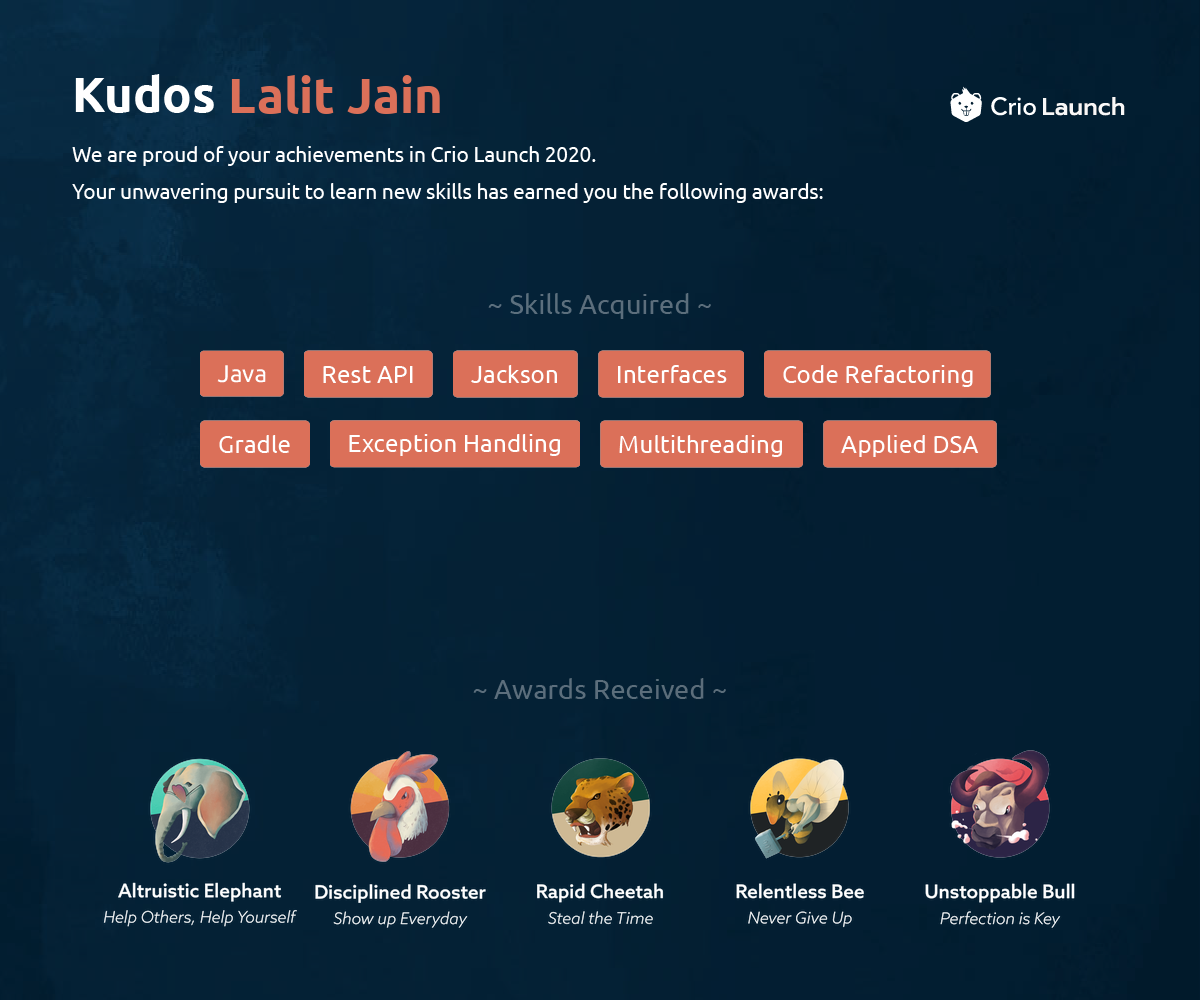 Kudos Lalit Jain
Crio Launch
We are proud of your achievements in Crio Launch 2020.
Your unwavering pursuit to learn new skills has earned you the following awards:
~ Skills Acquired ~
Java Rest API Jackson Interfaces Code Refactoring
Gradle Exception Handling Multithreading Applied DSA
~ Awards Received ~
Altruistic Elephant Disciplined Rooster Rapid Cheetah Relentless Bee Unstoppable Bull
Help Others, Help Yourself Show up Everyday Steal the Time Never Give Up Perfection is Key